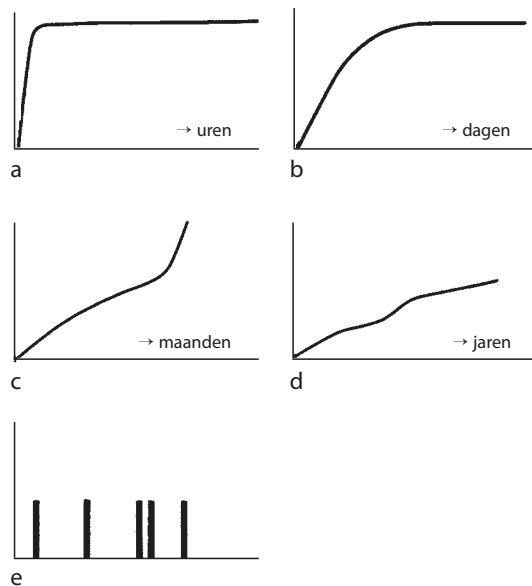 → uren
a
→ dagen
b
→ maanden
c
→ jaren
d
e